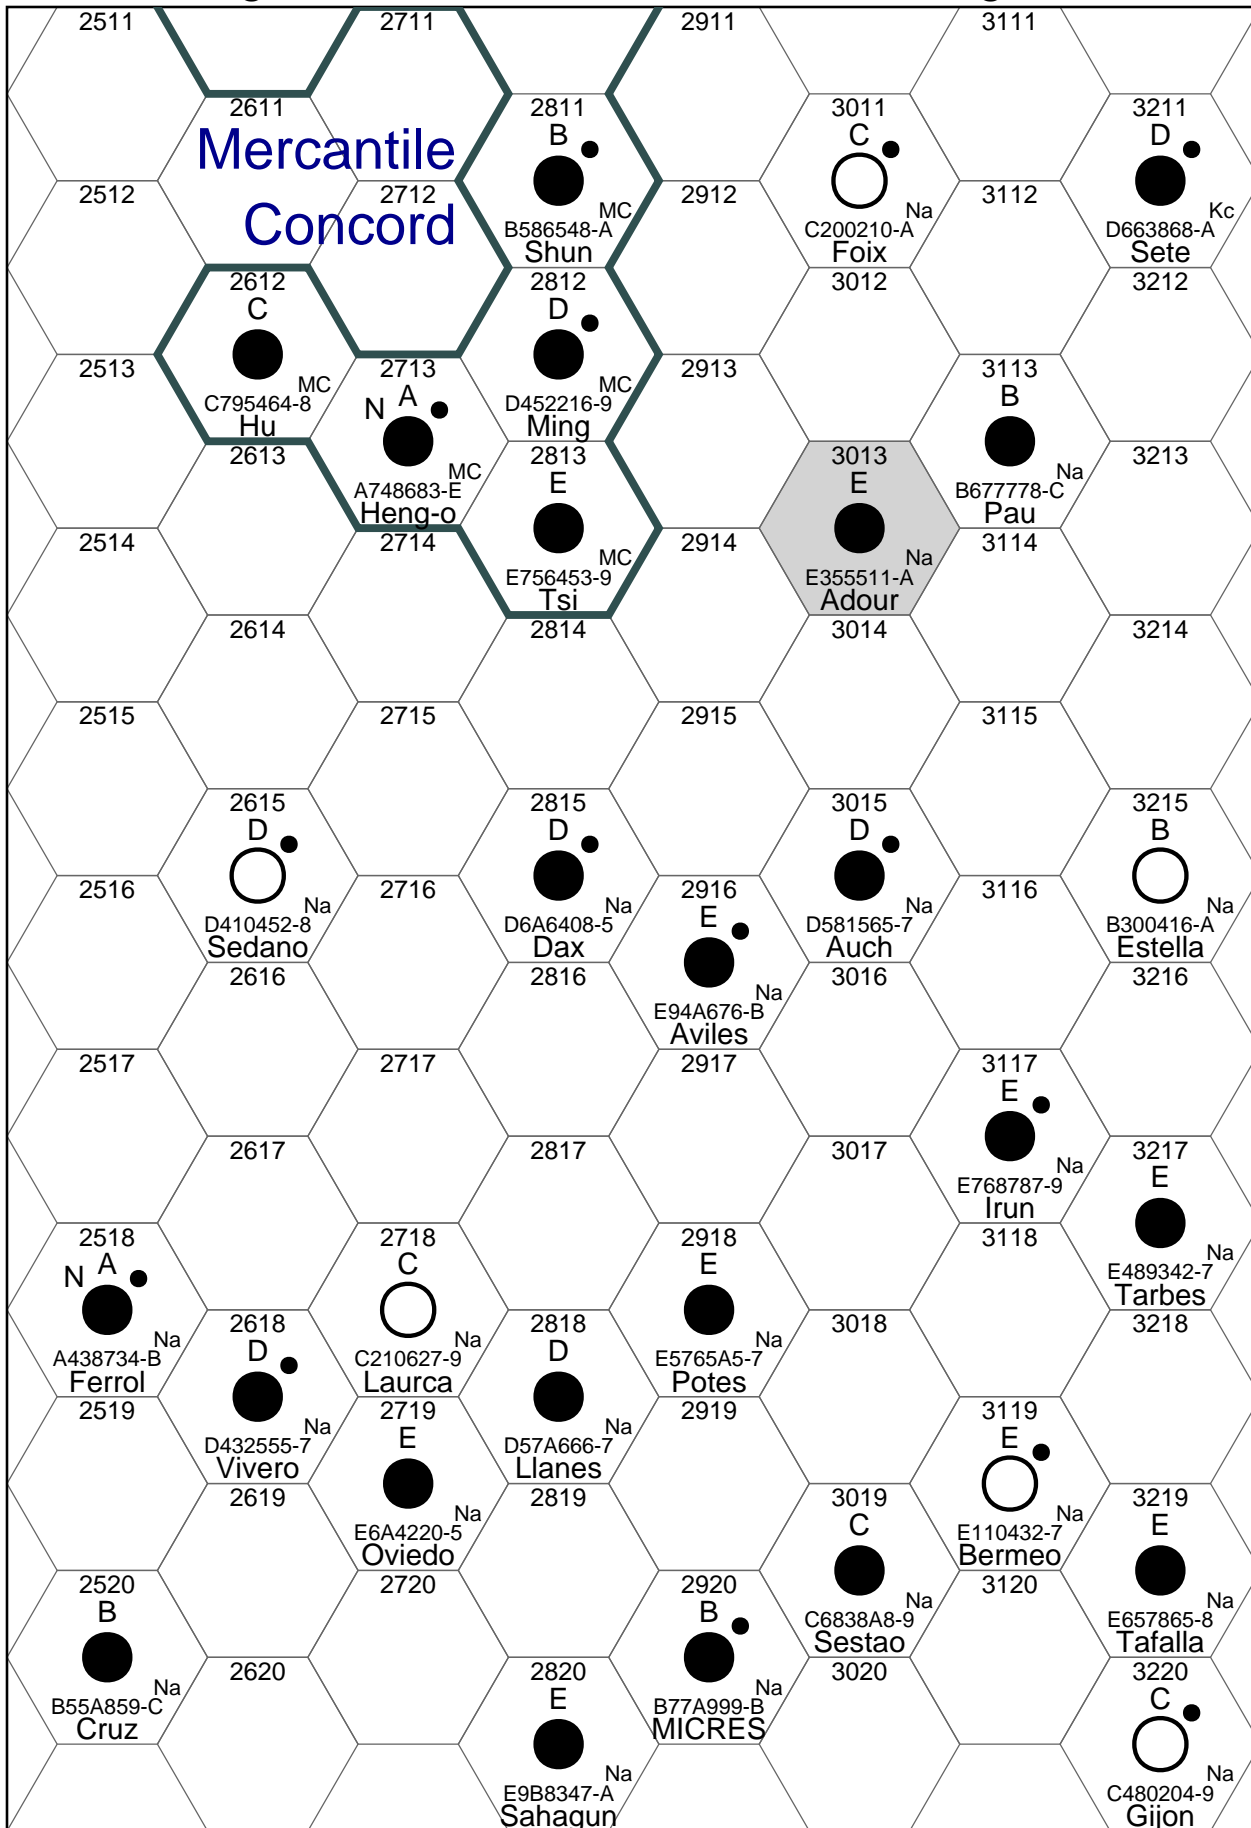 2511 2711 2911 3111
2611 2811 3011 3211
B C D
Mercantile
2512 2712 2912 3112
MC Na Kc
Concord
B586548-A C200210-A D663868-A
Shun Foix Sete
2612 2812 3012 3212
C D
2513 2713 2913 3113
MC MC
C795464-8 N A D452216-9 B
Hu Ming
2613 2813 3013 3213
MC Na
A748683-E E E B677778-C
Heng-o Pau
2514 2714 2914 3114
MC Na
E756453-9 E355511-A
Tsi Adour
2614 2814 3014 3214
2515 2715 2915 3115
2615 2815 3015 3215
D D D B
2516 2716 2916 3116
Na Na Na Na
D410452-8 D6A6408-5 E D581565-7 B300416-A
Sedano Dax Auch Estella
2616 2816 3016 3216
Na
E94A676-B
Aviles
2517 2717 2917 3117
E
2617 2817 3017 3217
Na
E768787-9 E
Irun
2518 2718 2918 3118
N A C E Na
E489342-7
Tarbes
2618 2818 3018 3218
Na Na Na
A438734-B D C210627-9 D E5765A5-7
Ferrol Laurca Potes
2519 2719 2919 3119
Na Na
D432555-7 E D57A666-7 E
Vivero Llanes
2619 2819 3019 3219
Na Na
E6A4220-5 C E110432-7 E
Oviedo Bermeo
2520 2720 2920 3120
B B Na Na
C6838A8-9 E657865-8
Sestao Tafalla
2620 2820 3020 3220
Na Na
B55A859-C E B77A999-B C
Cruz MICRES
Na Na
E9B8347-A C480204-9
Sahagun Gijon